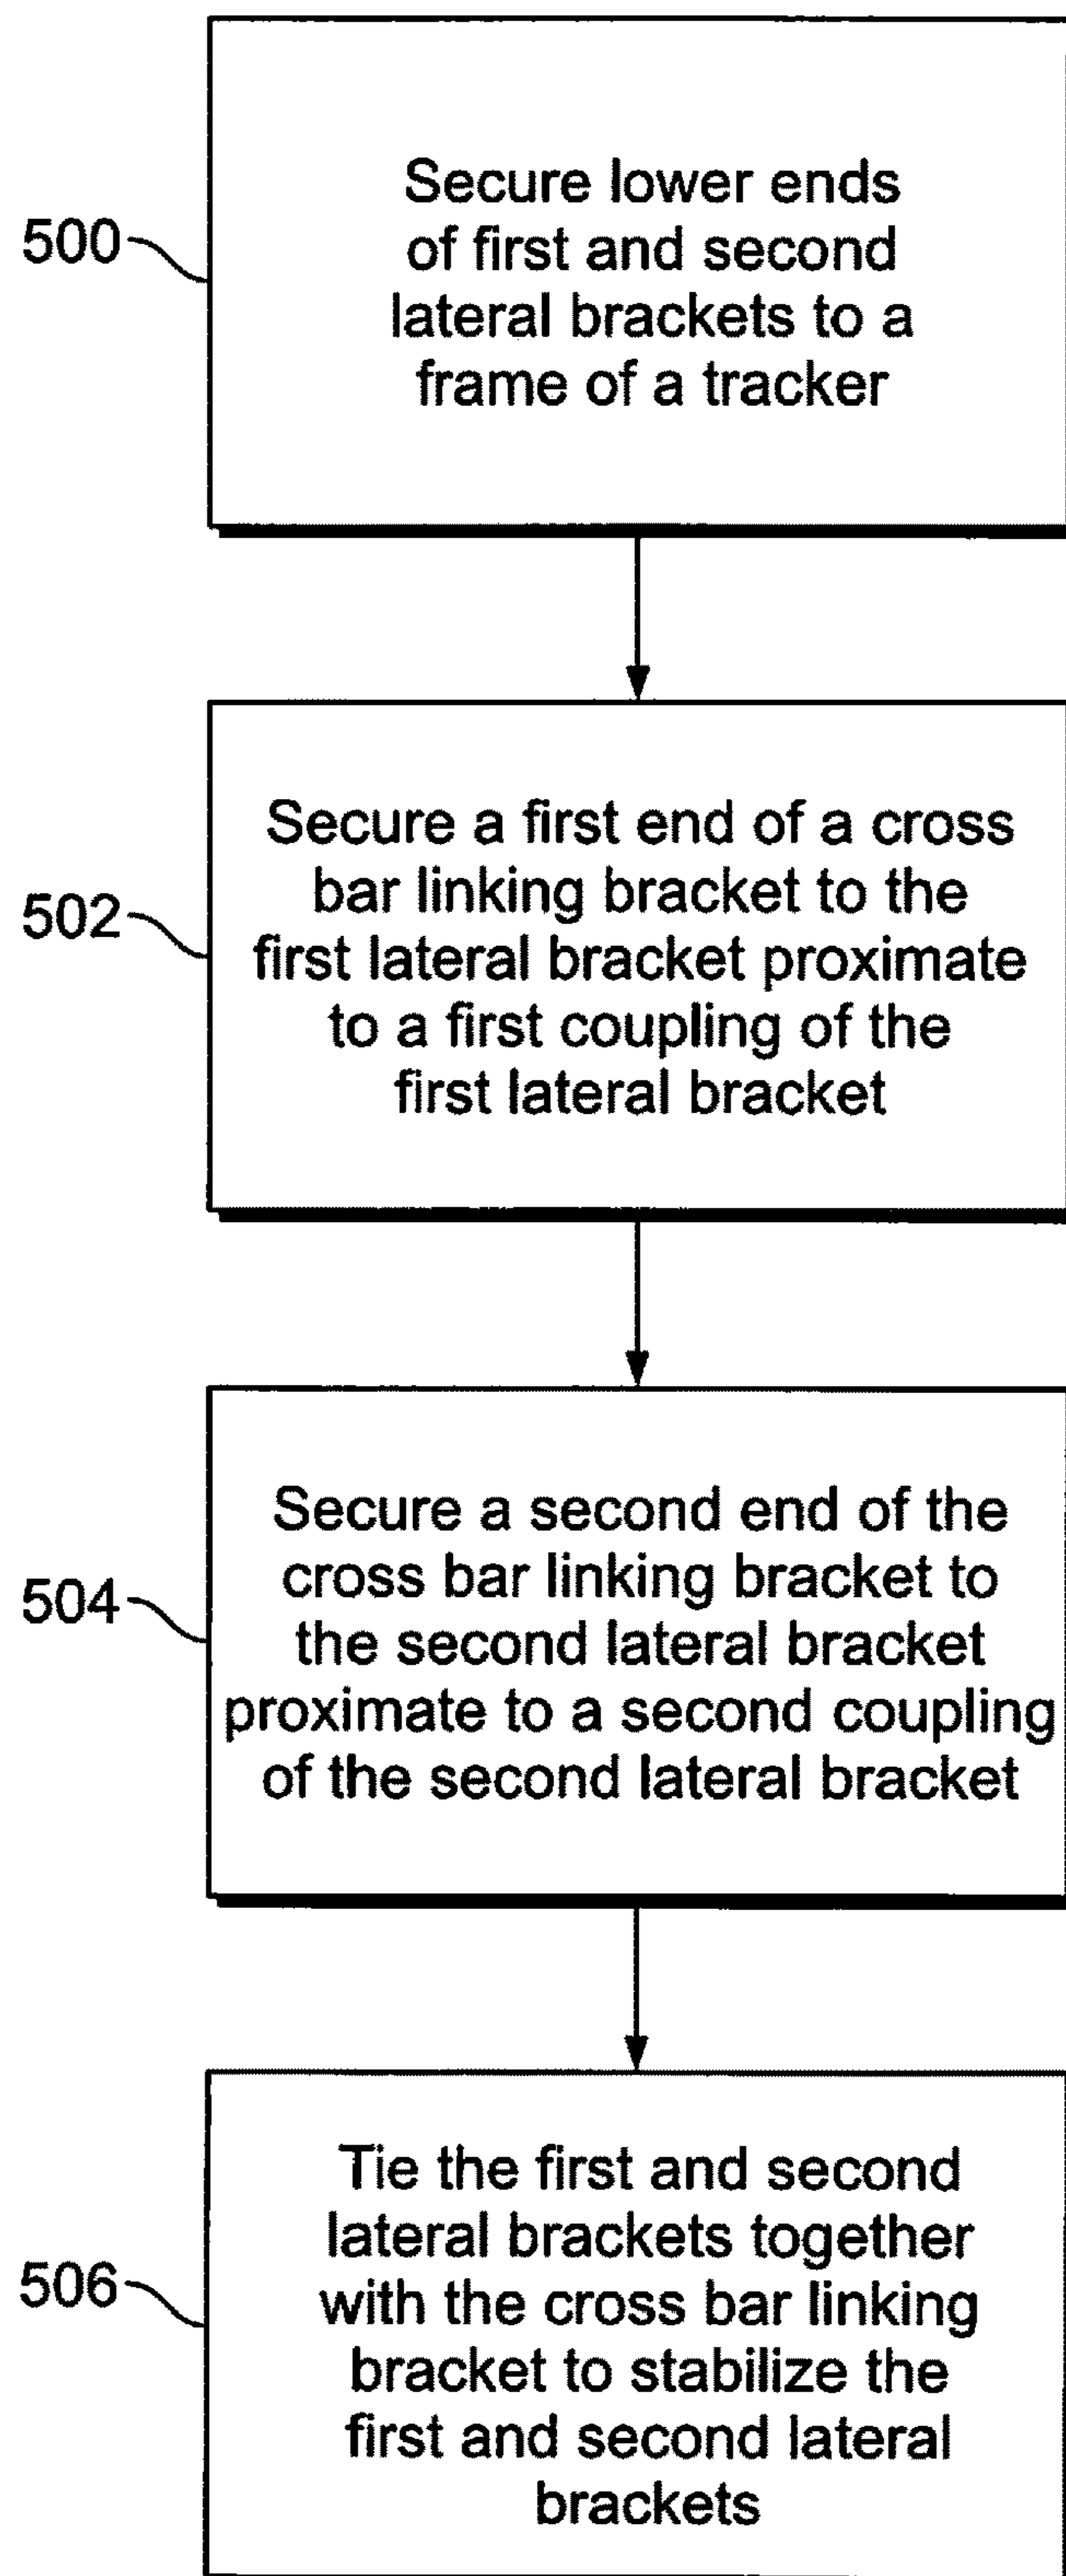 500
Secure lower ends
of first and second
lateral brackets to a
frame of a tracker
502
Secure a first end of a cross
bar linking bracket to the
first lateral bracket proximate
to a first coupling of the
first lateral bracket
504
Secure a second end of the
cross bar linking bracket to
the second lateral bracket
proximate to a second coupling
of the second lateral bracket
506
Tie the first and second
lateral brackets together
with the cross bar linking
bracket to stabilize the
first and second lateral
brackets